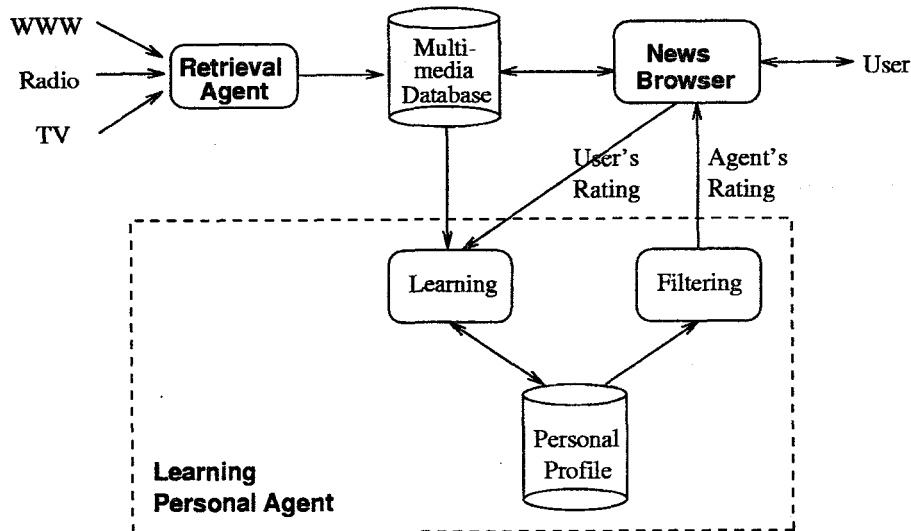 WWW
Radio
TV
Retrieval
Agent
Multi-
media
Database
News
Browser
User
User's
Rating
Agent's
Rating
Learning
Filtering
Personal
Profile
Learning
Personal Agent